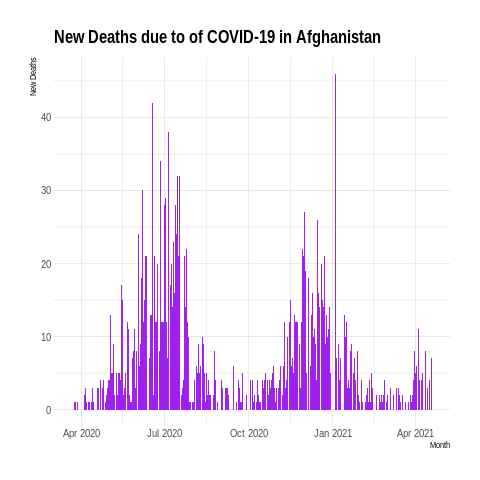 New Deaths due to of COVID-19 in Afghanistan
New Deaths
40
30
20
10
0
Apr 2020 Jul 2020 Oct 2020 Jan 2021 Apr 2021
Month